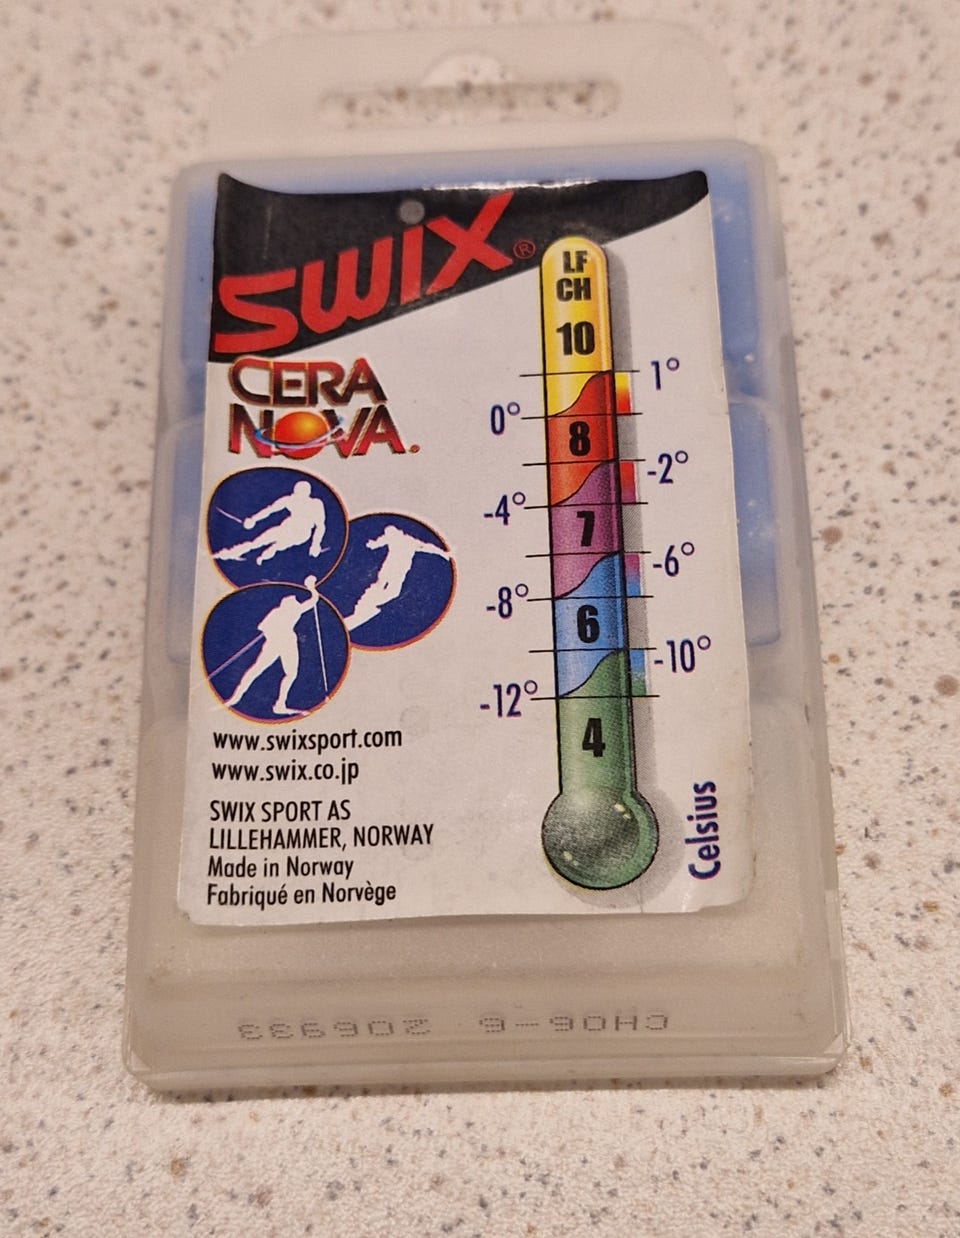 SWIX®
CERA
NOVA.
LF
CH
10
1°
0°
8
-2°
-4°
7
-6°
-8°
6
-10°
-12°
4
Celsius
www.swixsport.com
www.swix.co.jp
SWIX SPORT AS
LILLEHAMMER, NORWAY
Made in Norway
Fabriqué en Norvège
CH06-6 Z06933